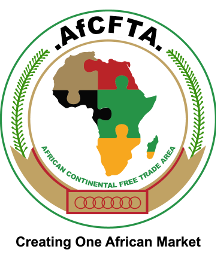 .AfCFTA.
AFRICAN CONTINENTAL FREE TRADE AREA
Creating One African Market